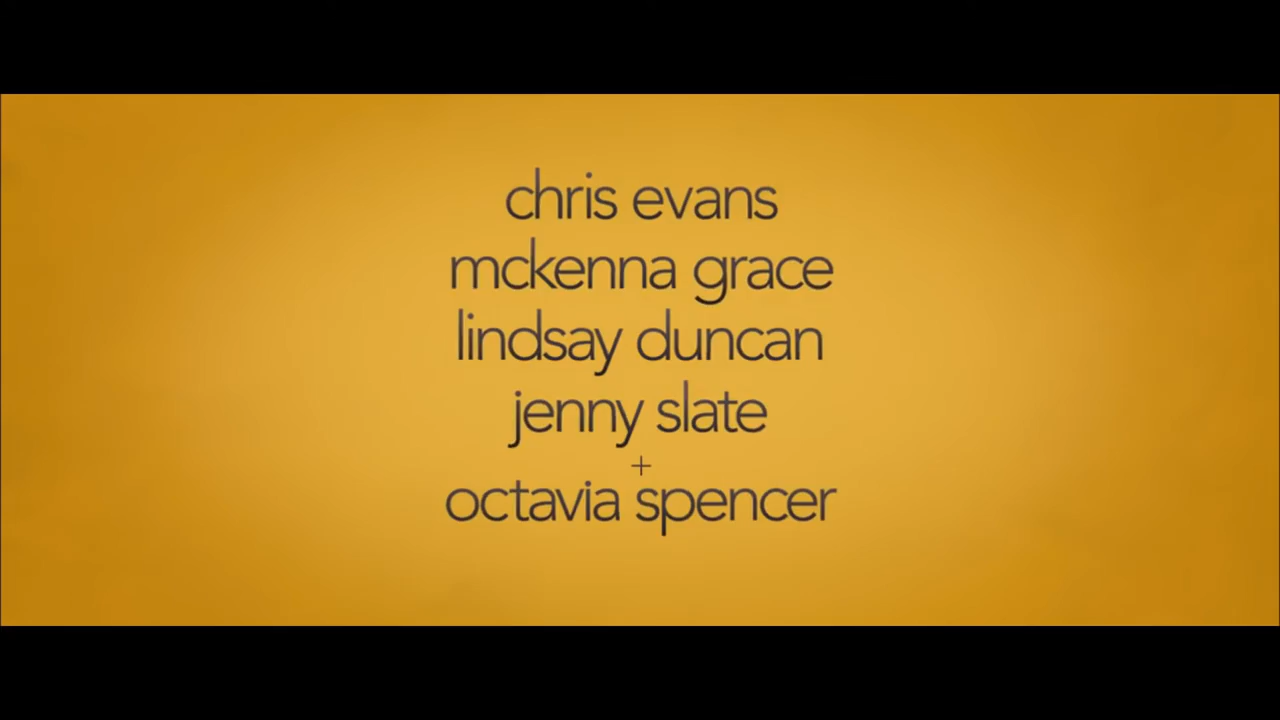 chris evans
mckenna grace
lindsay duncan
jenny slate
+
octavia spencer